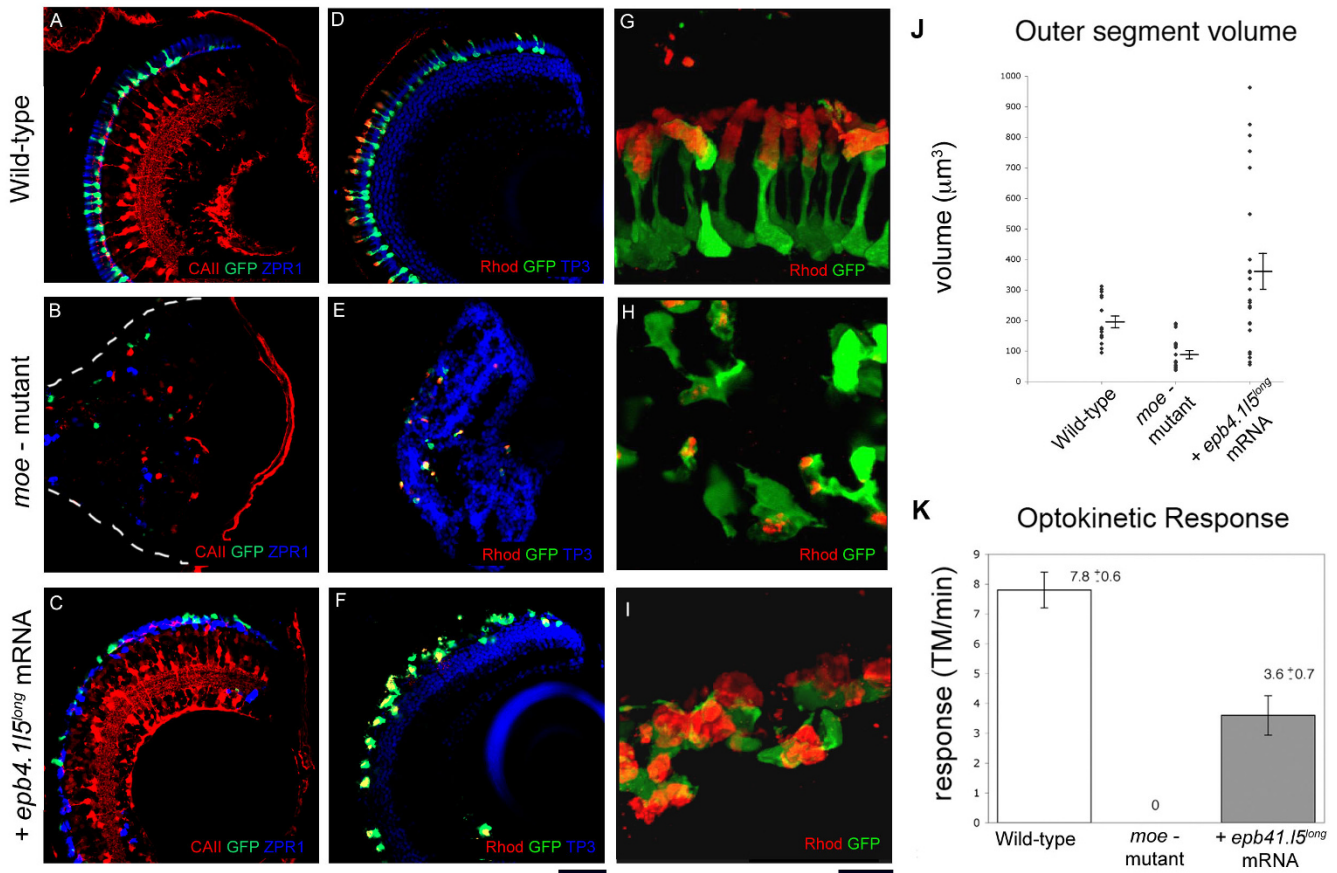 Wild-type
A
CAII GFP ZPR1
D
Rhod GFP TP3
G
Rhod GFP
moe - mutant
B
CAII GFP ZPR1
E
Rhod GFP TP3
H
Rhod GFP
+ epb4.1l5long mRNA
C
CAII GFP ZPR1
F
Rhod GFP TP3
I
Rhod GFP
J
Outer segment volume
volume (μm³)
1000
900
800
700
600
500
400
300
200
100
0
Wild-type
moe -
mutant
+ epb4.1l5long
mRNA
K
Optokinetic Response
response (TM/min)
9
8
7
6
5
4
3
2
1
0
7.8 ±0.6
0
3.6 ±0.7
Wild-type
moe -
mutant
+ epb41.l5long
mRNA